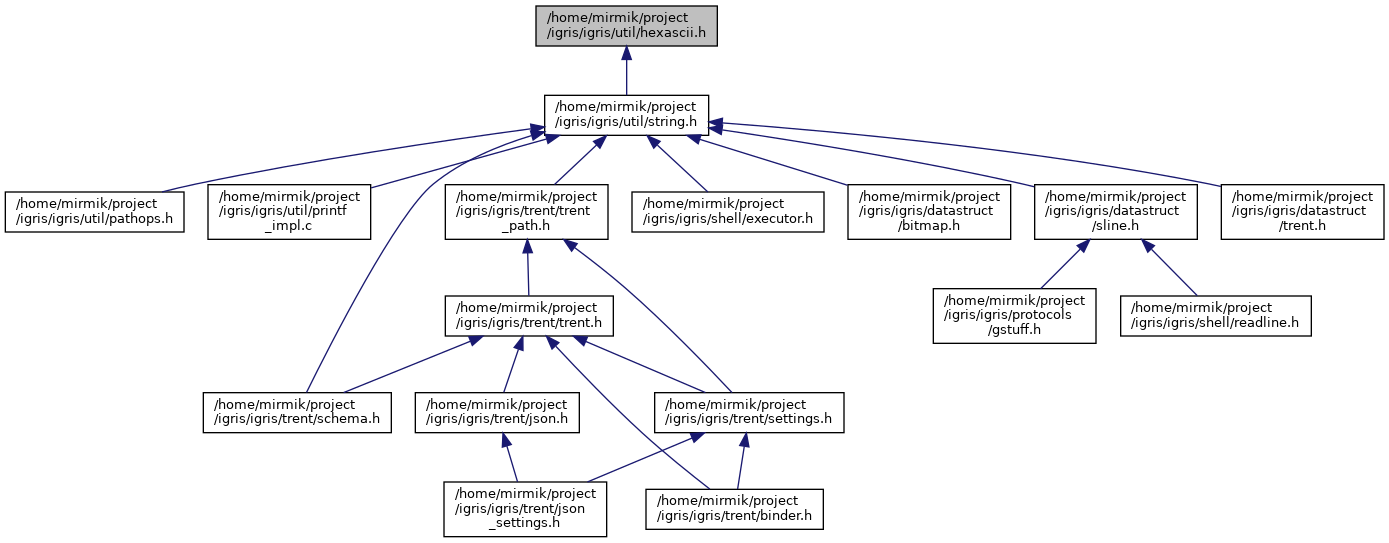 /home/mirmik/project
/igris/igris/util/hexascii.h
/home/mirmik/project
/igris/igris/util/string.h
/home/mirmik/project
/igris/igris/util/pathops.h
/home/mirmik/project
/igris/igris/util/printf
_impl.c
/home/mirmik/project
/igris/igris/trent/trent
_path.h
/home/mirmik/project
/igris/igris/shell/executor.h
/home/mirmik/project
/igris/igris/datastruct
/bitmap.h
/home/mirmik/project
/igris/igris/datastruct
/sline.h
/home/mirmik/project
/igris/igris/datastruct
/trent.h
/home/mirmik/project
/igris/igris/trent/trent.h
/home/mirmik/project
/igris/igris/protocols
/gstuff.h
/home/mirmik/project
/igris/igris/shell/readline.h
/home/mirmik/project
/igris/igris/trent/schema.h
/home/mirmik/project
/igris/igris/trent/json.h
/home/mirmik/project
/igris/igris/trent/settings.h
/home/mirmik/project
/igris/igris/trent/json
_settings.h
/home/mirmik/project
/igris/igris/trent/binder.h